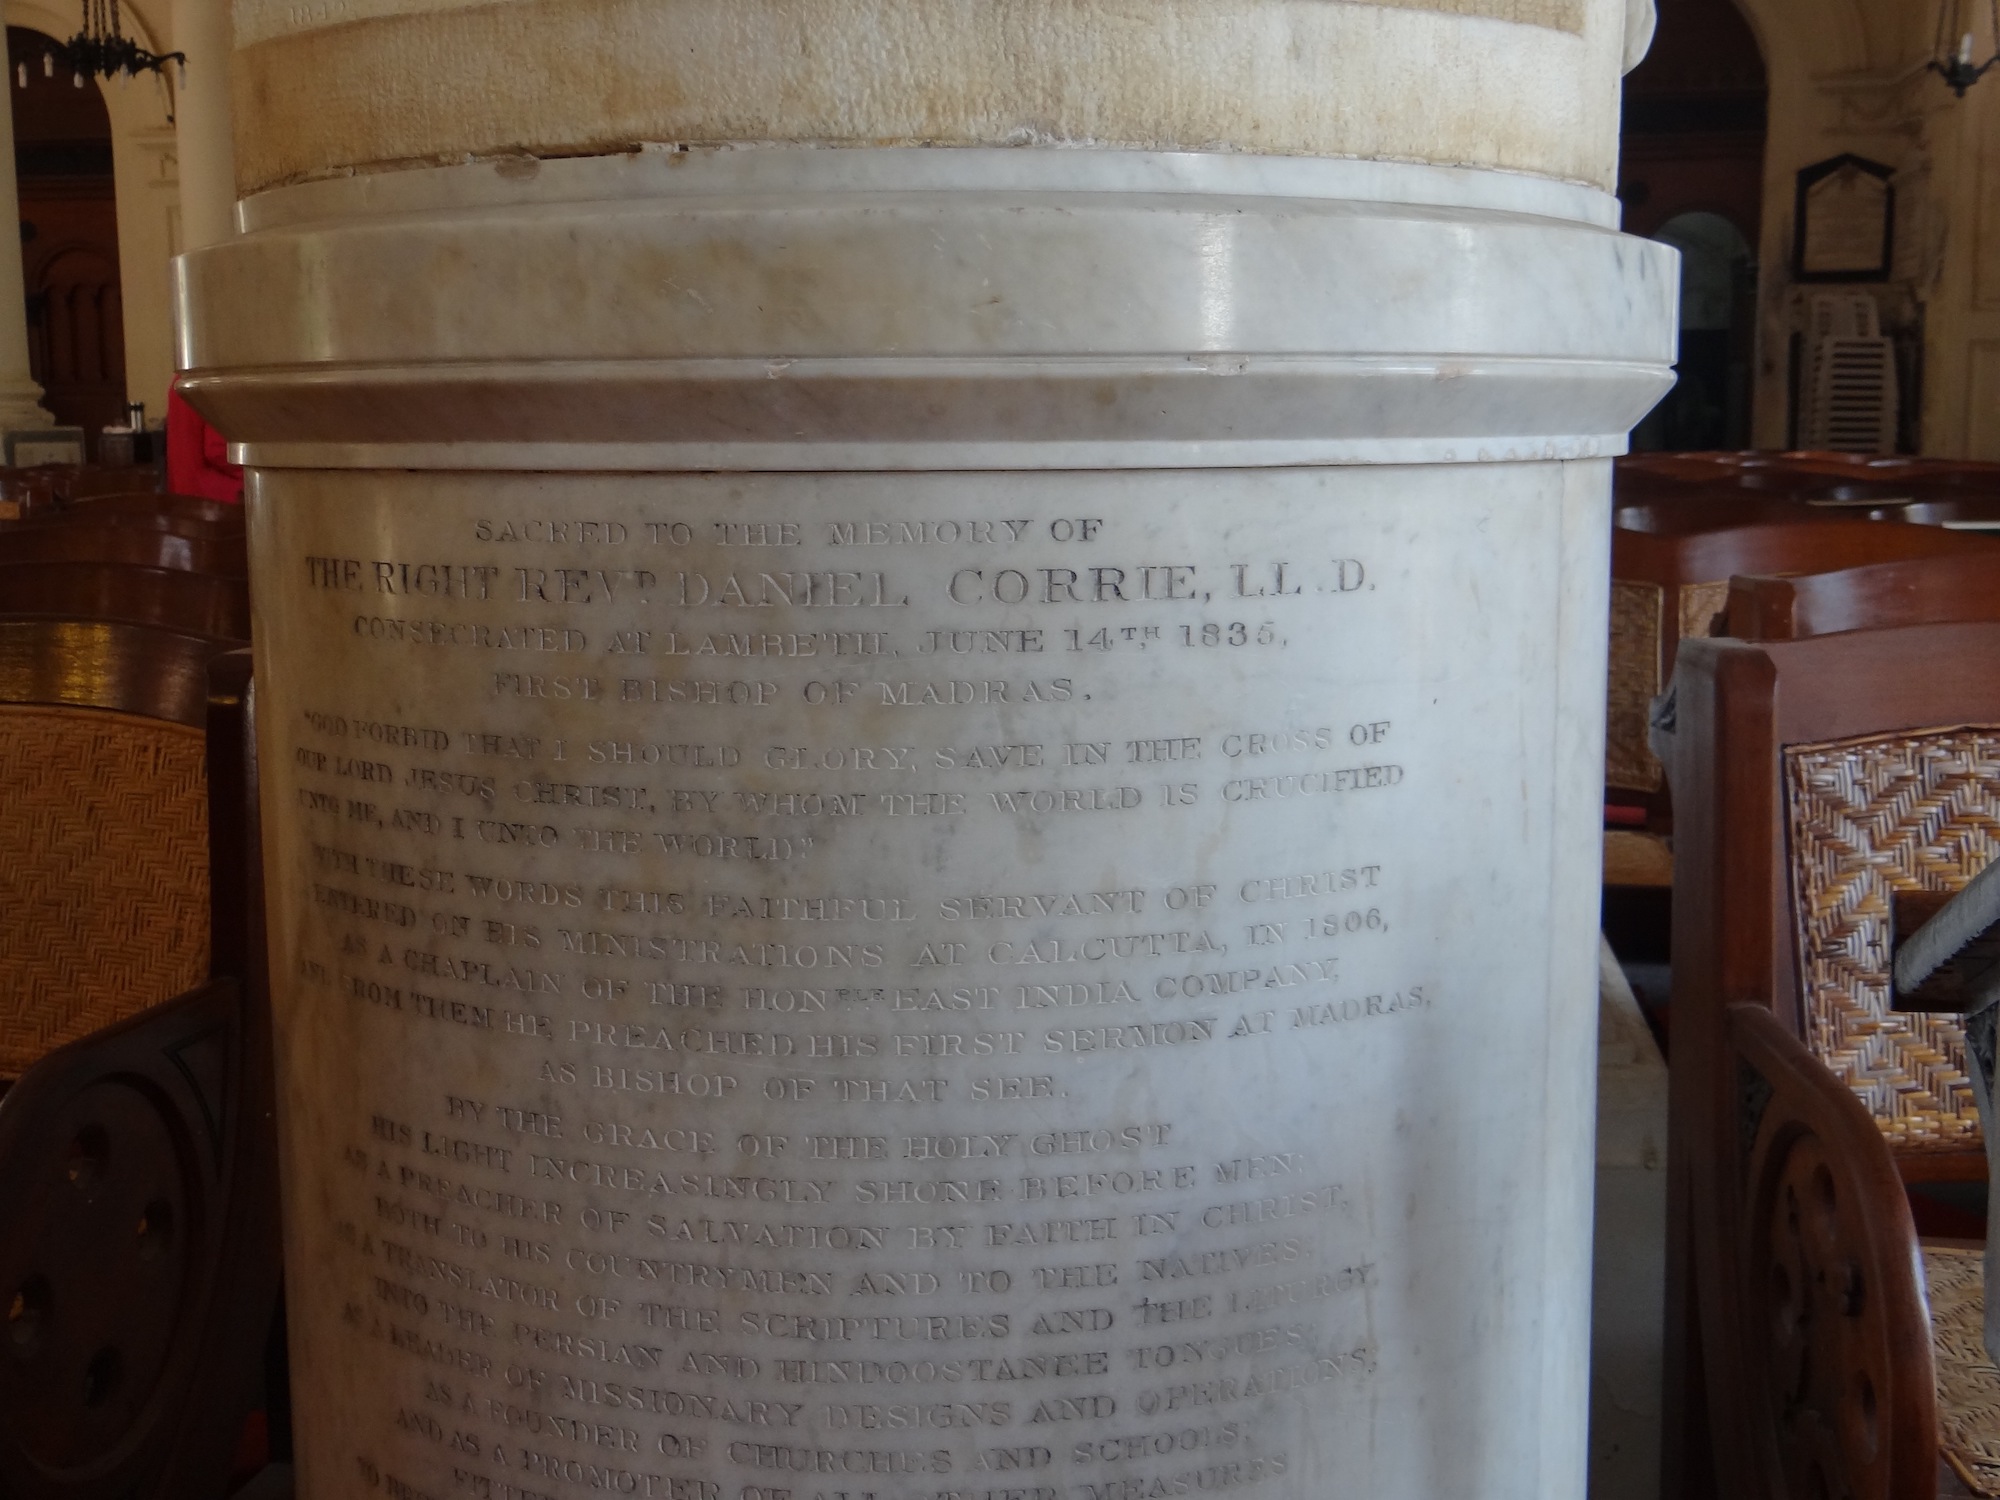 SACRED TO THE MEMORY OF
THE RIGHT REVD. DANIEL CORRIE, LL.D.
CONSECRATED AT LAMBETH, JUNE 14TH, 1835,
FIRST BISHOP OF MADRAS.
"GOD FORBID THAT I SHOULD GLORY, SAVE IN THE CROSS OF
OUR LORD JESUS CHRIST, BY WHOM THE WORLD IS CRUCIFIED
UNTO ME, AND I UNTO THE WORLD"
WITH THESE WORDS THIS FAITHFUL SERVANT OF CHRIST
ENTERED ON HIS MINISTRATIONS AT CALCUTTA, IN 1806,
AS A CHAPLAIN OF THE HONBLE. EAST INDIA COMPANY,
AND FROM THEM HE PREACHED HIS FIRST SERMON AT MADRAS,
AS BISHOP OF THAT SEE.
BY THE GRACE OF THE HOLY GHOST
HIS LIGHT INCREASINGLY SHONE BEFORE MEN;
AS A PREACHER OF SALVATION BY FAITH IN CHRIST,
BOTH TO HIS COUNTRYMEN AND TO THE NATIVES;
AS A TRANSLATOR OF THE SCRIPTURES AND THE LITURGY
INTO THE PERSIAN AND HINDOOSTANEE TONGUES;
AS A LEADER OF MISSIONARY DESIGNS AND OPERATIONS,
AS A FOUNDER OF CHURCHES AND SCHOOLS;
AND AS A PROMOTER OF ALL OTHER MEASURES